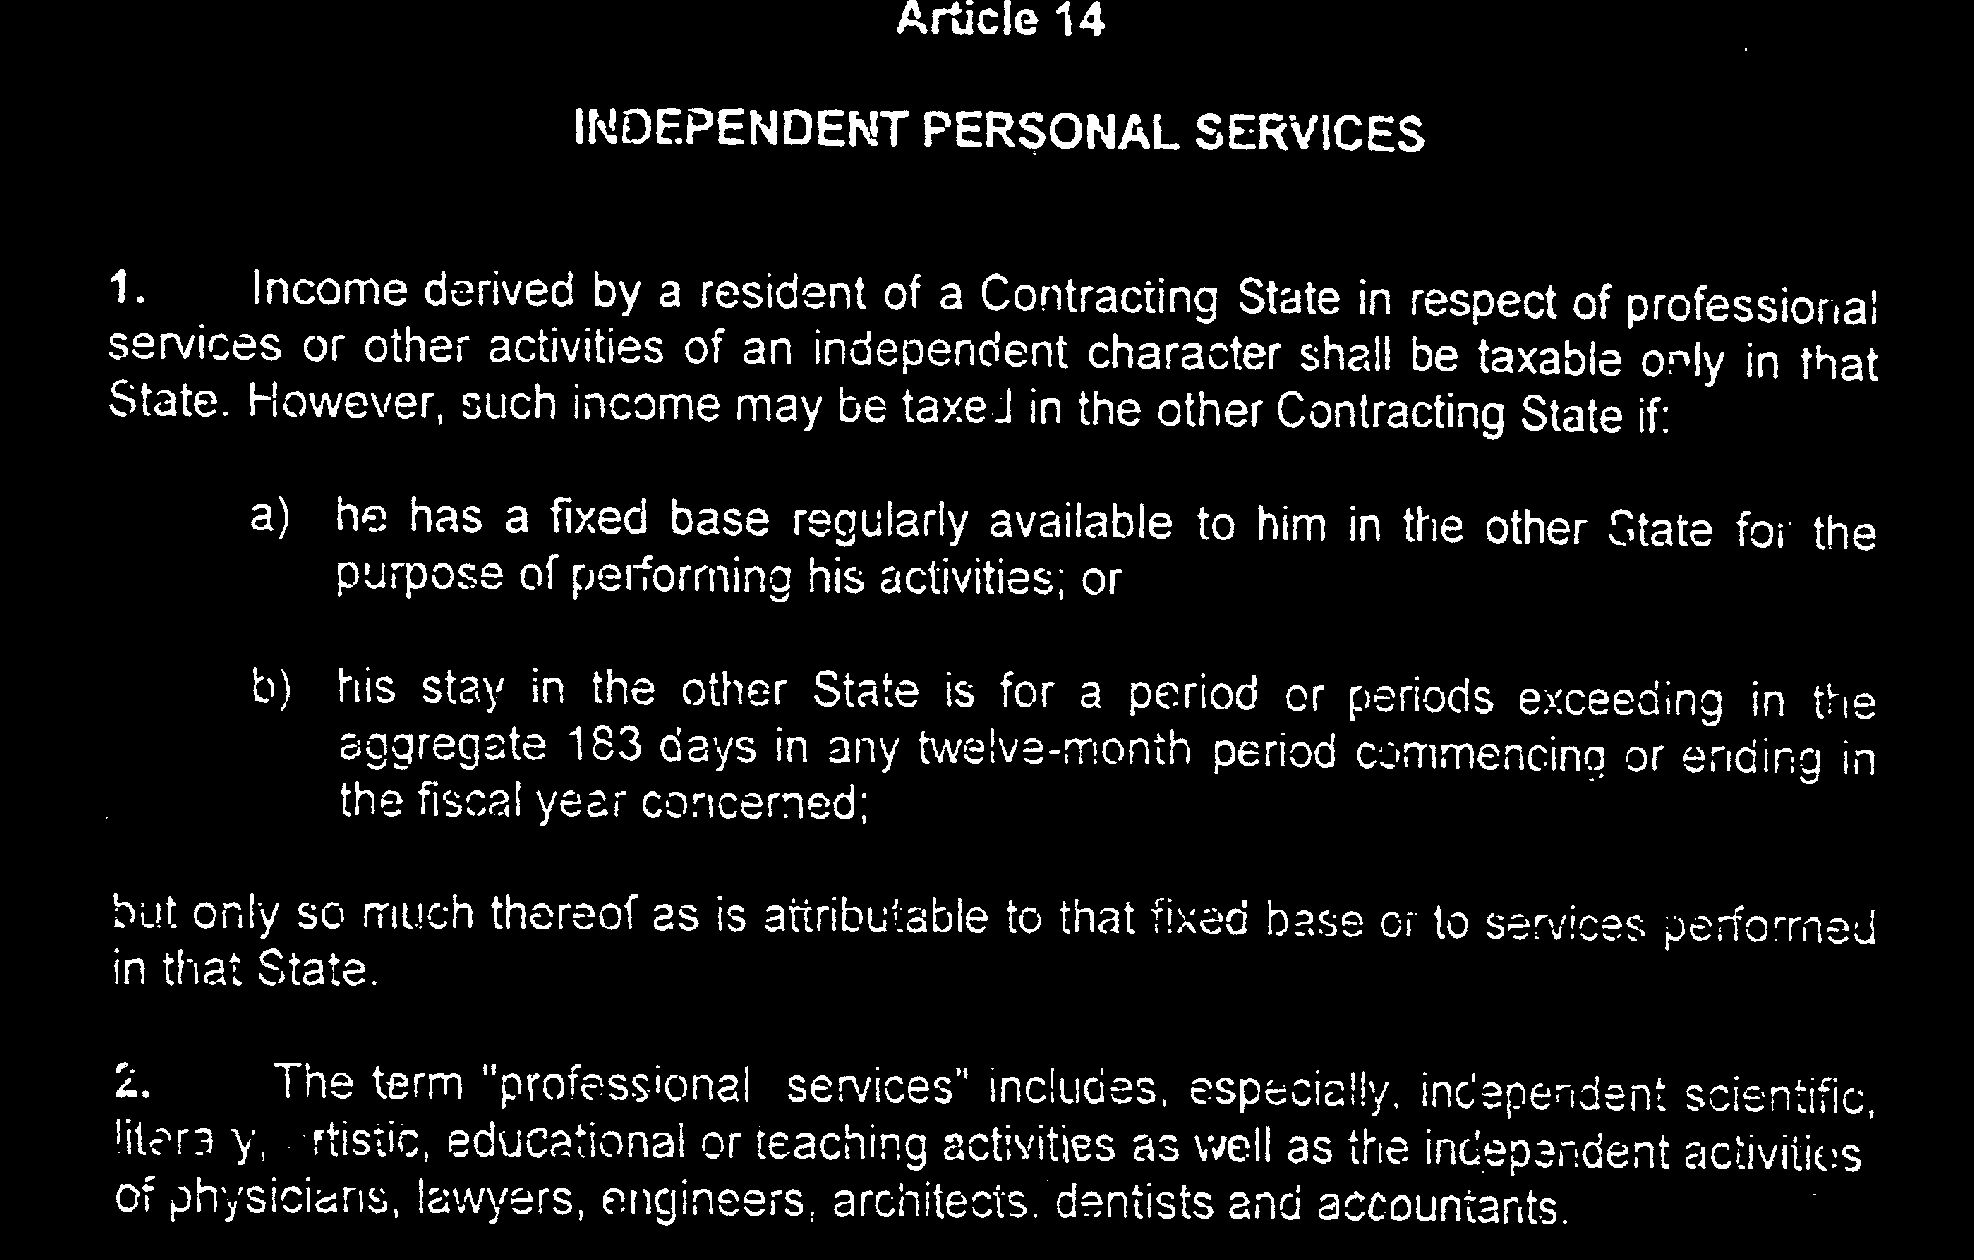 Article 14
INDEPENDENT PERSONAL SERVICES
1. Income derived by a resident of a Contracting State in respect of professional
services or other activities of an independent character shall be taxable only in that
State. However, such income may be taxed in the other Contracting State if:
a) he has a fixed base regularly available to him in the other State for the
purpose of performing his activities; or
b) his stay in the other State is for a period or periods exceeding in the
aggregate 183 days in any twelve-month period commencing or ending in
the fiscal year concerned;
but only so much thereof as is attributable to that fixed base or to services performed
in that State.
2. The term "professional services" includes, especially, independent scientific,
literary, artistic, educational or teaching activities as well as the independent activities
of physicians, lawyers, engineers, architects, dentists and accountants.